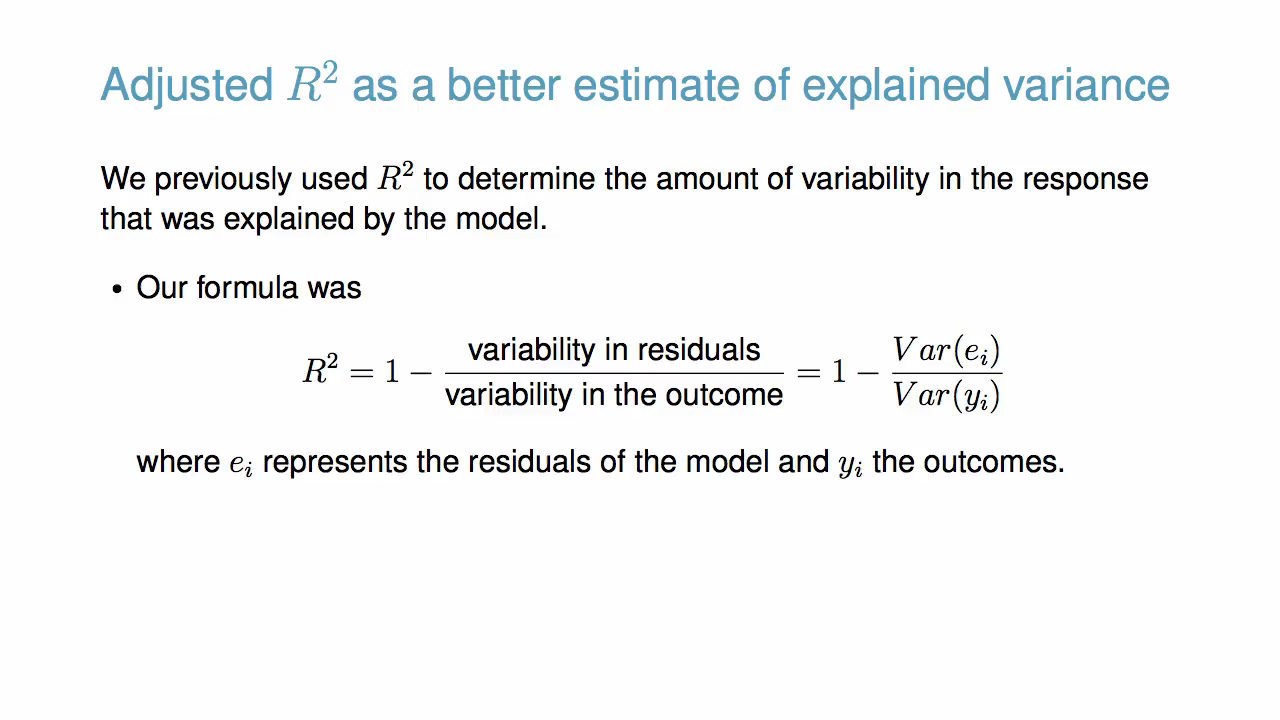 Adjusted R² as a better estimate of explained variance
We previously used R² to determine the amount of variability in the response
that was explained by the model.
• Our formula was
R² = 1 − variability in residuals / variability in the outcome = 1 − Var(eᵢ) / Var(yᵢ)
where eᵢ represents the residuals of the model and yᵢ the outcomes.